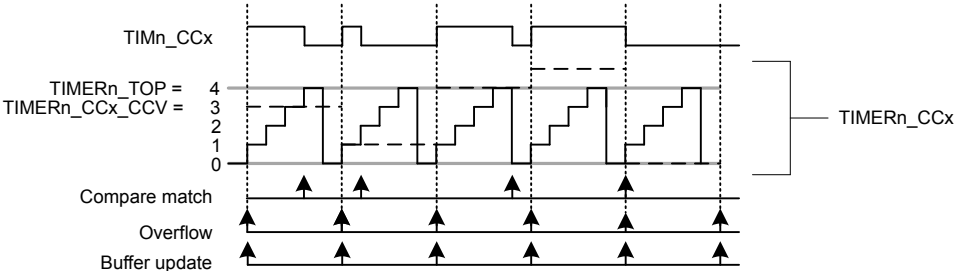 TIMn_CCx
TIMERn_TOP = 4
TIMERn_CCx_CCV = 3
2
1
0
TIMERn_CCx
Compare match
Overflow
Buffer update